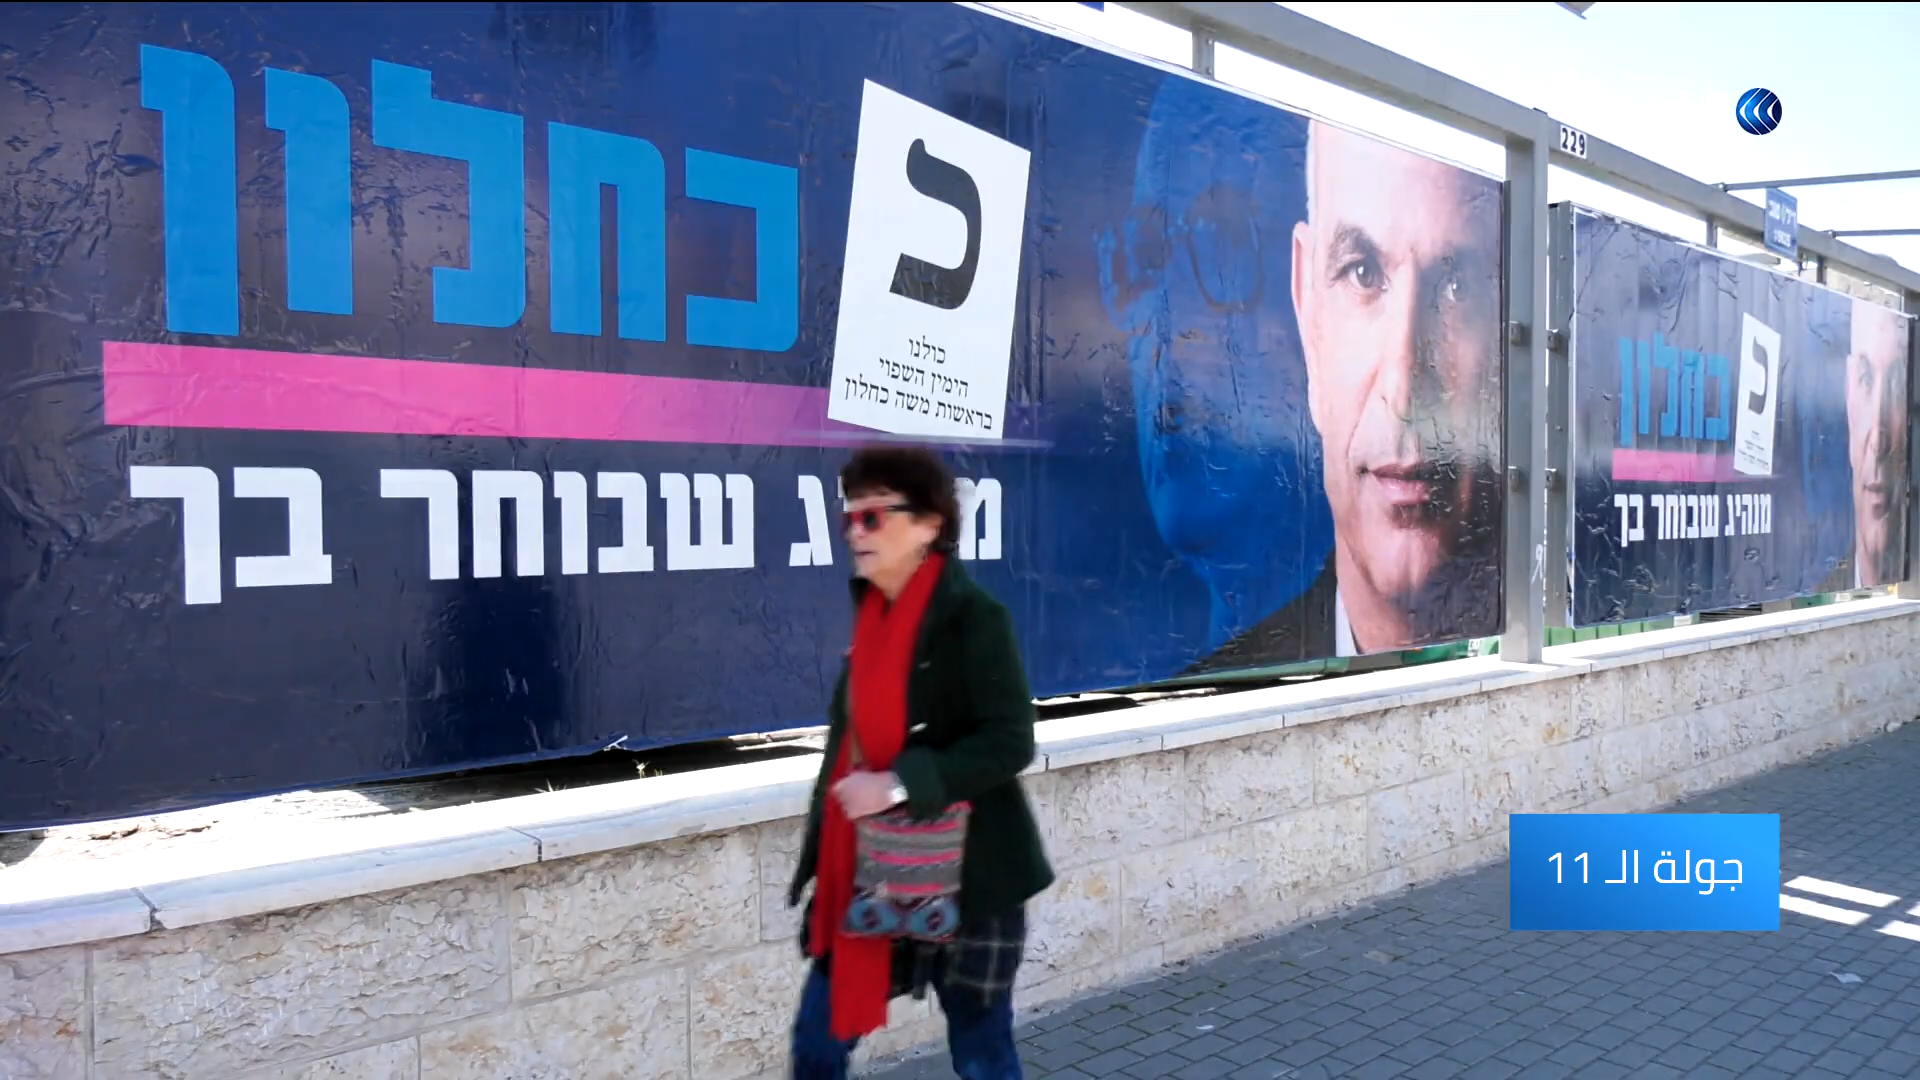 כחלון
כ
כולנו
הימין השפוי
בראשות משה כחלון
שבוחר בך
229
כחלון
כ
מנהיג שבוחר בך
جولة الـ 11